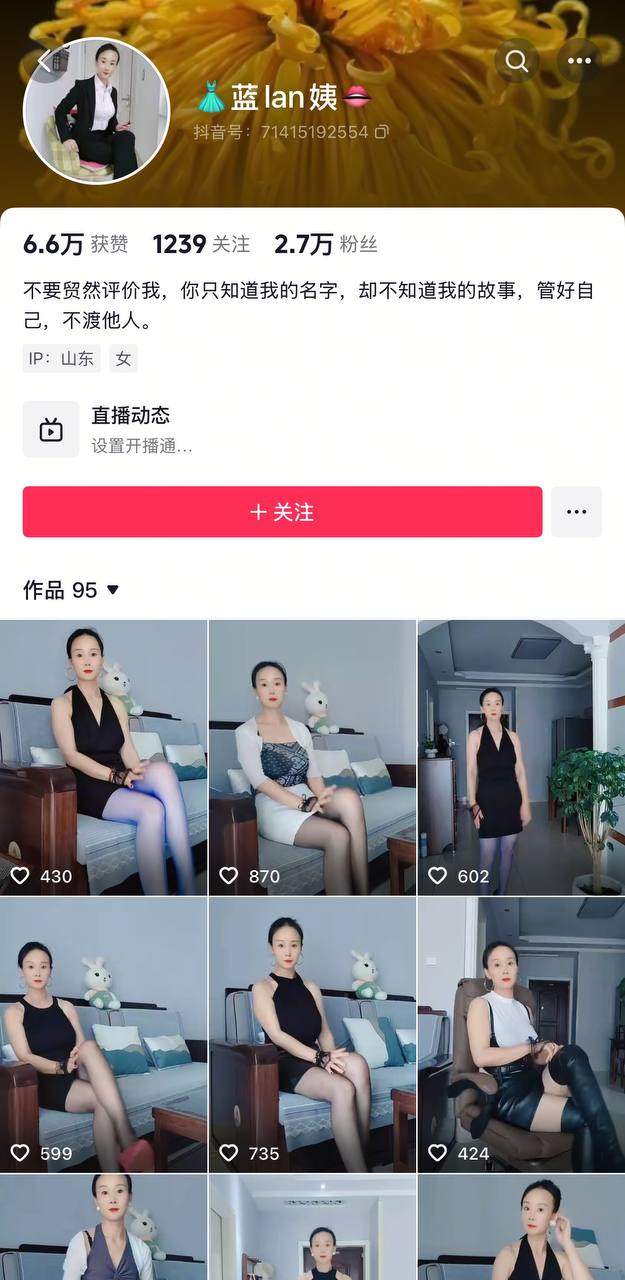 👗蓝lan姨💋
抖音号：71415192554
6.6万 获赞 1239 关注 2.7万 粉丝
不要贸然评价我，你只知道我的名字，却不知道我的故事，管好自
己，不渡他人。
IP：山东 女
直播动态
设置开播通...
＋关注
作品 95
430 870 602
599 735 424